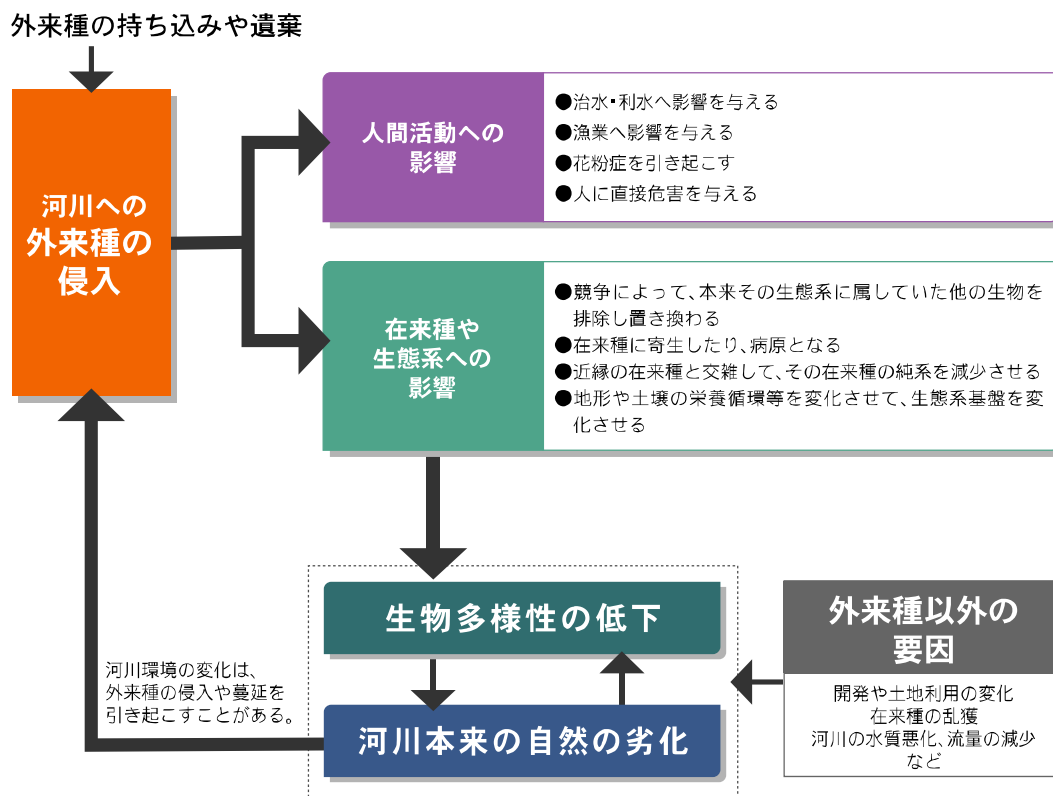 外来種の持ち込みや遺棄
河川への
外来種の
侵入
人間活動への
影響
●治水・利水へ影響を与える
●漁業へ影響を与える
●花粉症を引き起こす
●人に直接危害を与える
在来種や
生態系への
影響
●競争によって、本来その生態系に属していた他の生物を
排除し置き換わる
●在来種に寄生したり、病原となる
●近縁の在来種と交雑して、その在来種の純系を減少させる
●地形や土壌の栄養循環等を変化させて、生態系基盤を変
化させる
生物多様性の低下
河川本来の自然の劣化
河川環境の変化は、
外来種の侵入や蔓延を
引き起こすことがある。
外来種以外の
要因
開発や土地利用の変化
在来種の乱獲
河川の水質悪化、流量の減少
など